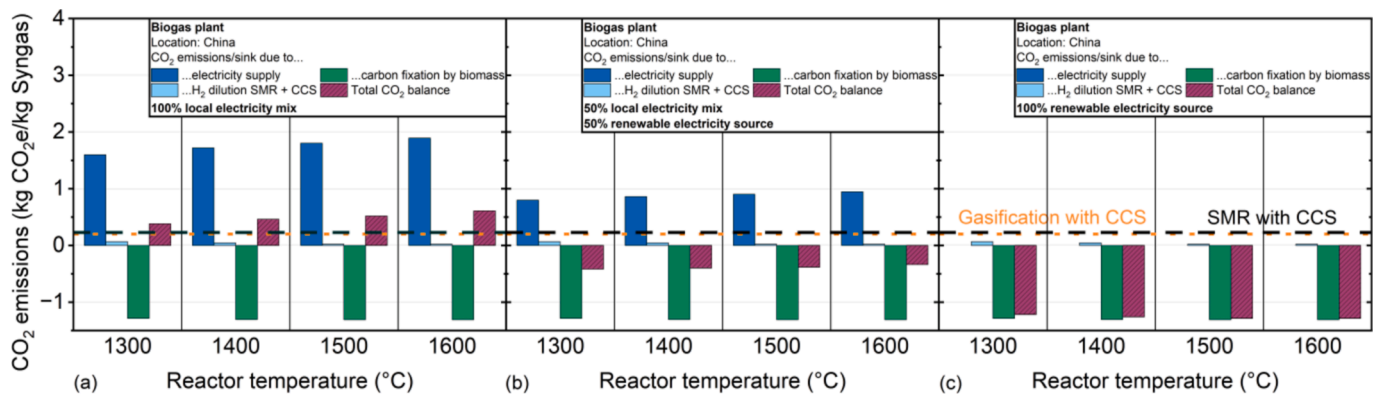 CO₂ emissions (kg CO₂e/kg Syngas)
4
3
2
1
0
−1
Biogas plant
Location: China
CO₂ emissions/sink due to...
...electricity supply ...carbon fixation by biomass
...H₂ dilution SMR + CCS Total CO₂ balance
100% local electricity mix
1300 1400 1500 1600
(a) Reactor temperature (°C)
Biogas plant
Location: China
CO₂ emissions/sink due to...
...electricity supply ...carbon fixation by biomass
...H₂ dilution SMR + CCS Total CO₂ balance
50% local electricity mix
50% renewable electricity source
1300 1400 1500 1600
(b) Reactor temperature (°C)
Biogas plant
Location: China
CO₂ emissions/sink due to...
...electricity supply ...carbon fixation by biomass
...H₂ dilution SMR + CCS Total CO₂ balance
100% renewable electricity source
Gasification with CCS SMR with CCS
1300 1400 1500 1600
(c) Reactor temperature (°C)